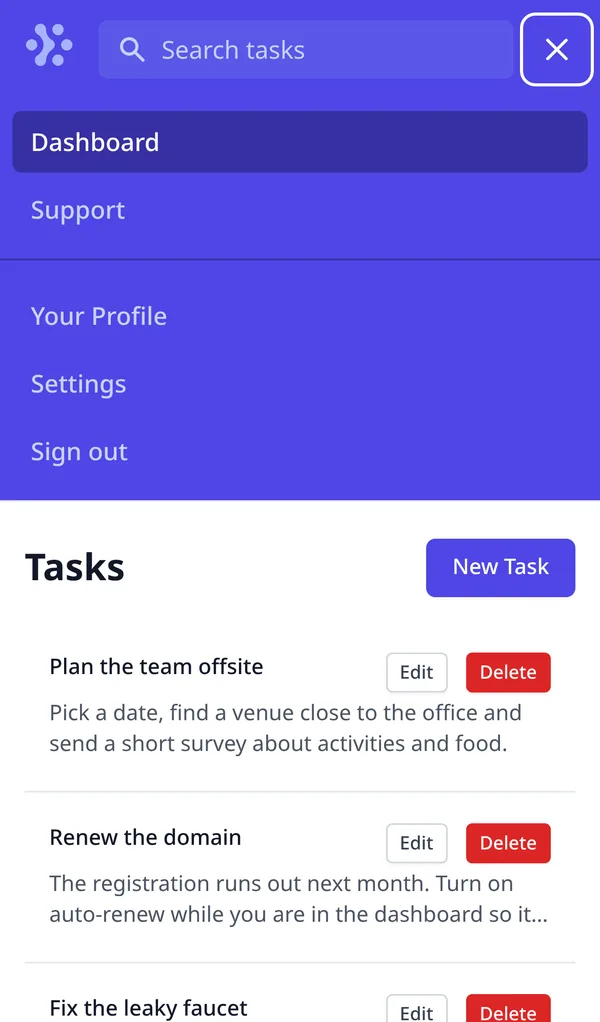 Search tasks
Dashboard
Support
Your Profile
Settings
Sign out
Tasks
New Task
Plan the team offsite
Edit
Delete
Pick a date, find a venue close to the office and
send a short survey about activities and food.
Renew the domain
Edit
Delete
The registration runs out next month. Turn on
auto-renew while you are in the dashboard so it...
Fix the leaky faucet
Edit
Delete